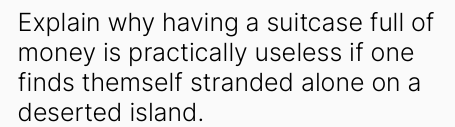 Explain why having a suitcase full of
money is practically useless if one
finds themself stranded alone on a
deserted island.